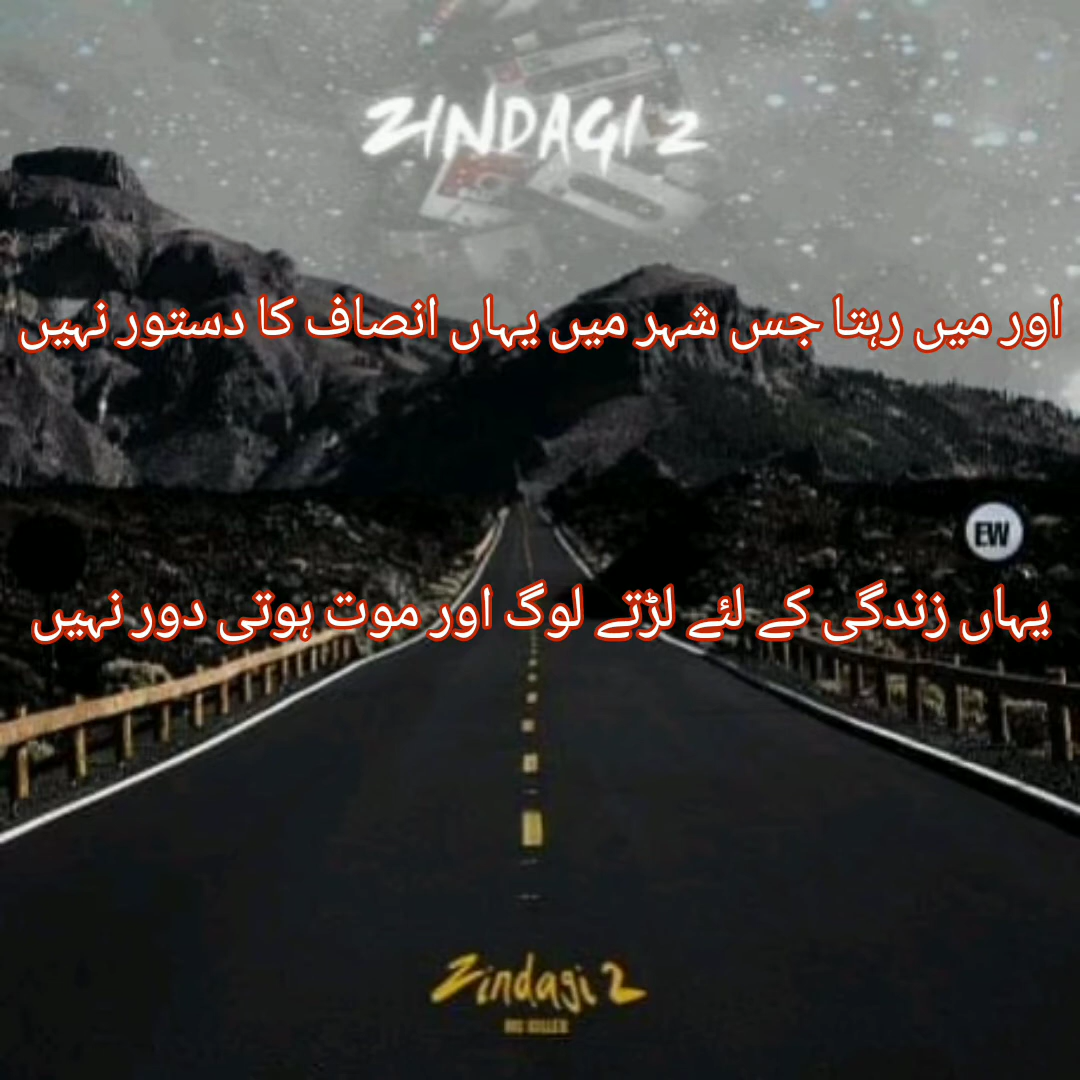 ZINDAGI 2
اور میں رہتا جس شہر میں یہاں انصاف کا دستور نہیں
EW
یہاں زندگی کے لئے لڑتے لوگ اور موت ہوتی دور نہیں
Zindagi 2